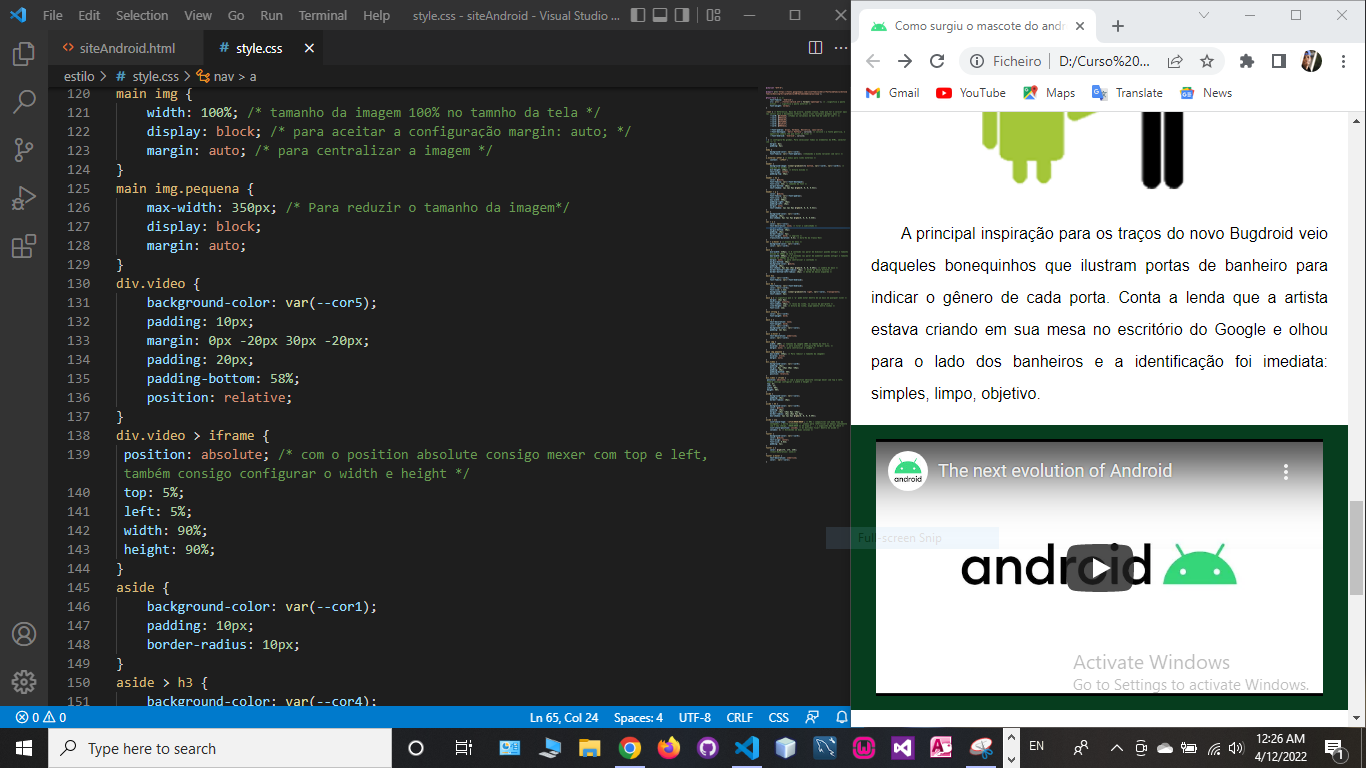 File Edit Selection View Go Run Terminal Help style.css - siteAndroid - Visual Studio ...
siteAndroid.html style.css
estilo > style.css > nav > a
120 main img {
121 width: 100%; /* tamanho da imagem 100% no tamnho da tela */
122 display: block; /* para aceitar a configuração margin: auto; */
123 margin: auto; /* para centralizar a imagem */
124 }
125 main img.pequena {
126 max-width: 350px; /* Para reduzir o tamanho da imagem*/
127 display: block;
128 margin: auto;
129 }
130 div.video {
131 background-color: var(--cor5);
132 padding: 10px;
133 margin: 0px -20px 30px -20px;
134 padding: 20px;
135 padding-bottom: 58%;
136 position: relative;
137 }
138 div.video > iframe {
139 position: absolute; /* com o position absolute consigo mexer com top e left,
também consigo configurar o width e height */
140 top: 5%;
141 left: 5%;
142 width: 90%;
143 height: 90%;
144 }
145 aside {
146 background-color: var(--cor1);
147 padding: 10px;
148 border-radius: 10px;
149 }
150 aside > h3 {
151 background-color: var(--cor4);
0 0 Ln 65, Col 24 Spaces: 4 UTF-8 CRLF CSS
Como surgiu o mascote do andr
Ficheiro D:/Curso%20...
Gmail YouTube Maps Translate News
A principal inspiração para os traços do novo Bugdroid veio
daqueles bonequinhos que ilustram portas de banheiro para
indicar o gênero de cada porta. Conta a lenda que a artista
estava criando em sua mesa no escritório do Google e olhou
para o lado dos banheiros e a identificação foi imediata:
simples, limpo, objetivo.
android The next evolution of Android
Full-screen Snip
android
Activate Windows
Go to Settings to activate Windows.
Type here to search
EN 12:26 AM
4/12/2022 1